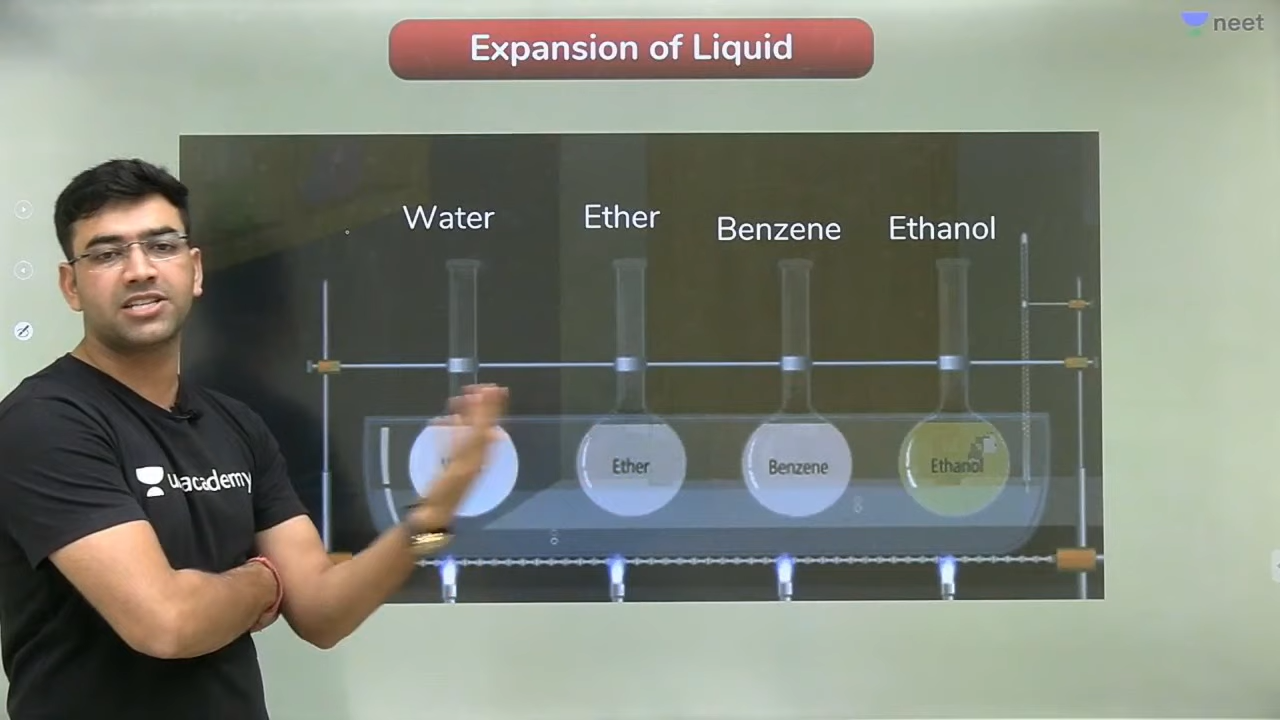 Expansion of Liquid
neet
Water
Ether
Benzene
Ethanol
Ether
Benzene
Ethanol
unacademy